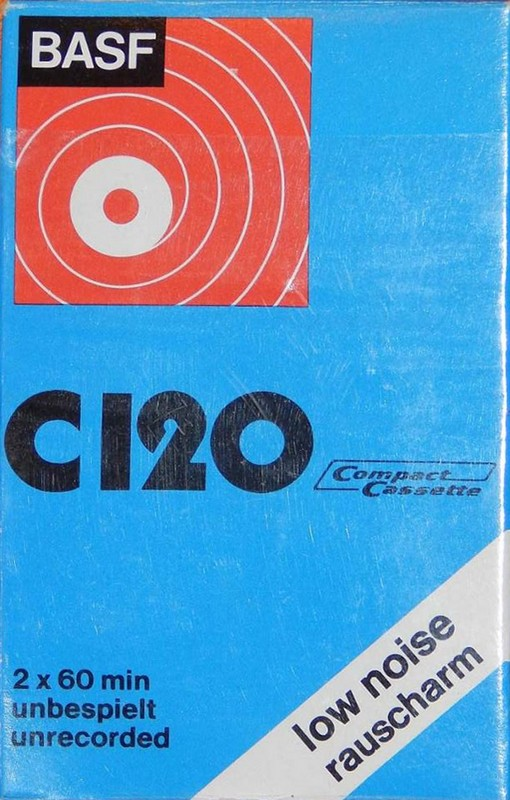 BASF
C120
Compact
Cassette
low noise
rauscharm
2 x 60 min
unbespielt
unrecorded